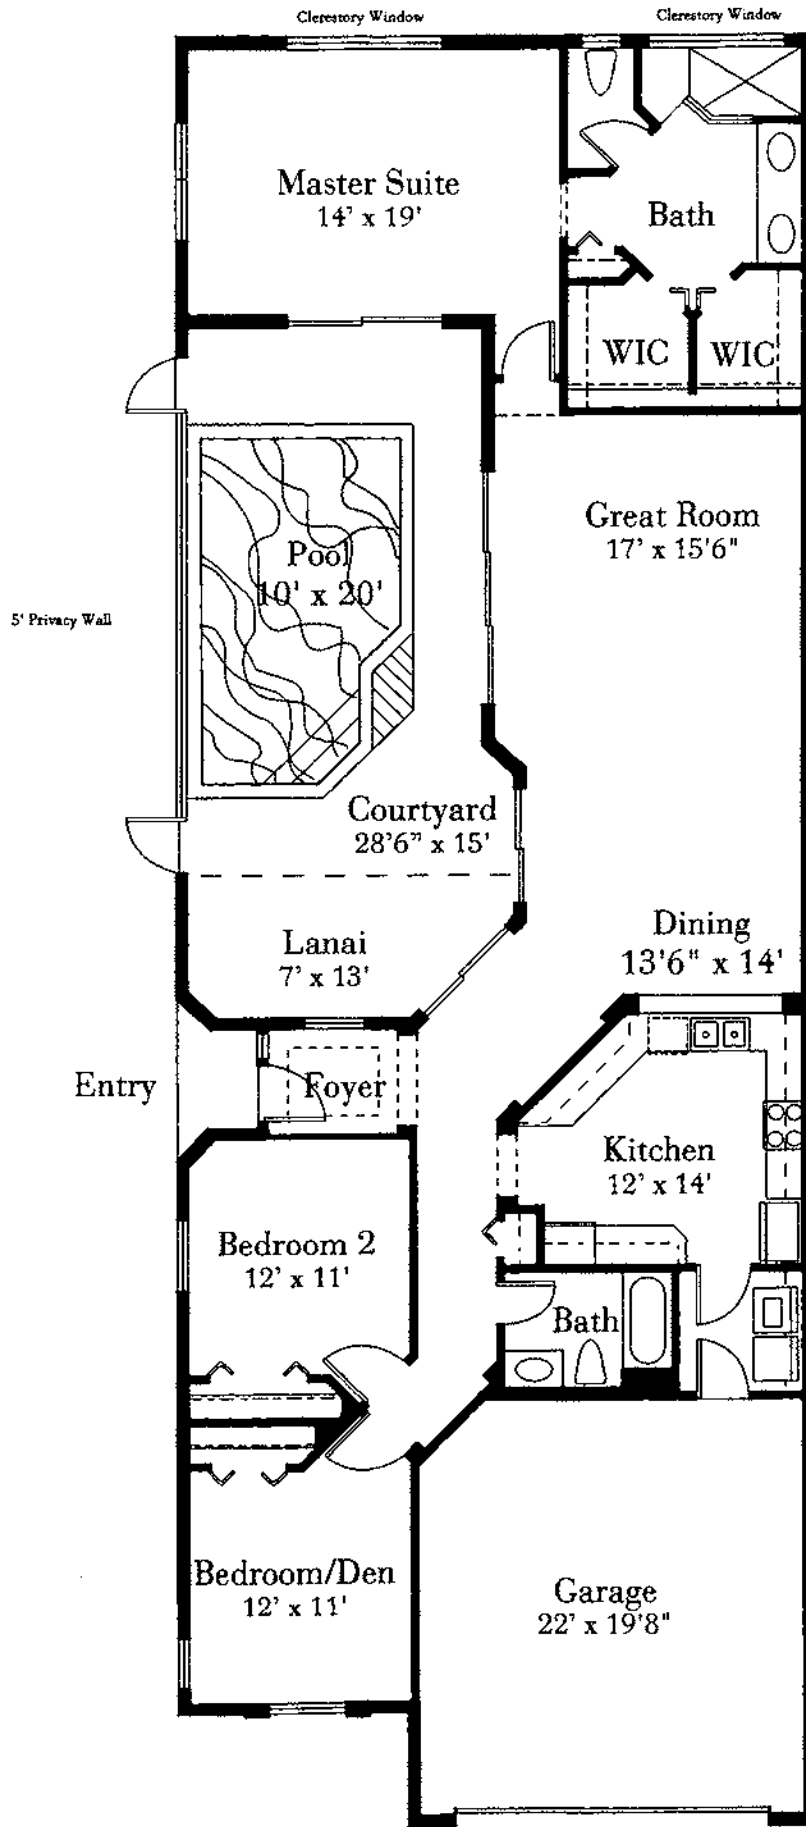 Clerestory Window
Clerestory Window
Master Suite
14' x 19'
Bath
WIC
WIC
Great Room
17' x 15'6"
Pool
10' x 20'
5' Privacy Wall
Courtyard
28'6" x 15'
Lanai
7' x 13'
Dining
13'6" x 14'
Entry
Foyer
Kitchen
12' x 14'
Bedroom 2
12' x 11'
Bath
Bedroom/Den
12' x 11'
Garage
22' x 19'8"